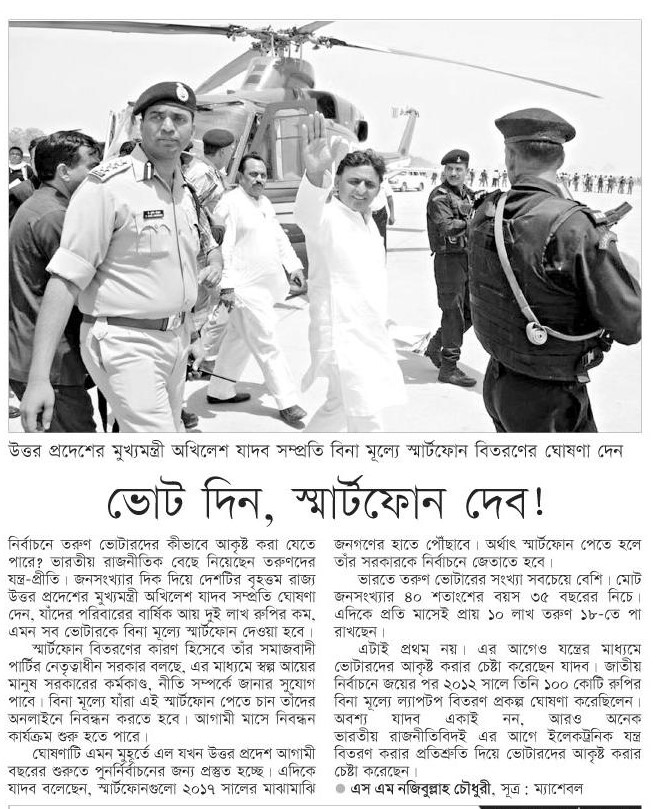 উত্তর প্রদেশের মুখ্যমন্ত্রী অখিলেশ যাদব সম্প্রতি বিনা মূল্যে স্মার্টফোন বিতরণের ঘোষণা দেন
ভোট দিন, স্মার্টফোন দেব!
নির্বাচনে তরুণ ভোটারদের কীভাবে আকৃষ্ট করা যেতে
পারে? ভারতীয় রাজনীতিক বেছে নিয়েছেন তরুণদের
যন্ত্র-প্রীতি। জনসংখ্যার দিক দিয়ে দেশটির বৃহত্তম রাজ্য
উত্তর প্রদেশের মুখ্যমন্ত্রী অখিলেশ যাদব সম্প্রতি ঘোষণা
দেন, যাঁদের পরিবারের বার্ষিক আয় দুই লাখ রুপির কম,
এমন সব ভোটারকে বিনা মূল্যে স্মার্টফোন দেওয়া হবে।
স্মার্টফোন বিতরণের কারণ হিসেবে তাঁর সমাজবাদী
পার্টির নেতৃত্বাধীন সরকার বলছে, এর মাধ্যমে স্বল্প আয়ের
মানুষ সরকারের কর্মকাণ্ড, নীতি সম্পর্কে জানার সুযোগ
পাবে। বিনা মূল্যে যাঁরা এই স্মার্টফোন পেতে চান তাঁদের
অনলাইনে নিবন্ধন করতে হবে। আগামী মাসে নিবন্ধন
কার্যক্রম শুরু হতে পারে।
ঘোষণাটি এমন মুহূর্তে এল যখন উত্তর প্রদেশ আগামী
বছরের শুরুতে পুনর্নির্বাচনের জন্য প্রস্তুত হচ্ছে। এদিকে
যাদব বলেছেন, স্মার্টফোনগুলো ২০১৭ সালের মাঝামাঝি
জনগণের হাতে পৌঁছাবে। অর্থাৎ স্মার্টফোন পেতে হলে
তাঁর সরকারকে নির্বাচনে জেতাতে হবে।
ভারতে তরুণ ভোটারের সংখ্যা সবচেয়ে বেশি। মোট
জনসংখ্যার ৪০ শতাংশের বয়স ৩৫ বছরের নিচে।
এদিকে প্রতি মাসেই প্রায় ১০ লাখ তরুণ ১৮-তে পা
রাখছেন।
এটাই প্রথম নয়। এর আগেও যন্ত্রের মাধ্যমে
ভোটারদের আকৃষ্ট করার চেষ্টা করেছেন যাদব। জাতীয়
নির্বাচনে জয়ের পর ২০১২ সালে তিনি ১০০ কোটি রুপির
বিনা মূল্যে ল্যাপটপ বিতরণ প্রকল্প ঘোষণা করেছিলেন।
অবশ্য যাদব একাই নন, আরও অনেক
ভারতীয় রাজনীতিবিদই এর আগে ইলেকট্রনিক যন্ত্র
বিতরণ করার প্রতিশ্রুতি দিয়ে ভোটারদের আকৃষ্ট করার
চেষ্টা করেছেন।
● এস এম নজিবুল্লাহ চৌধুরী, সূত্র : ম্যাশেবল